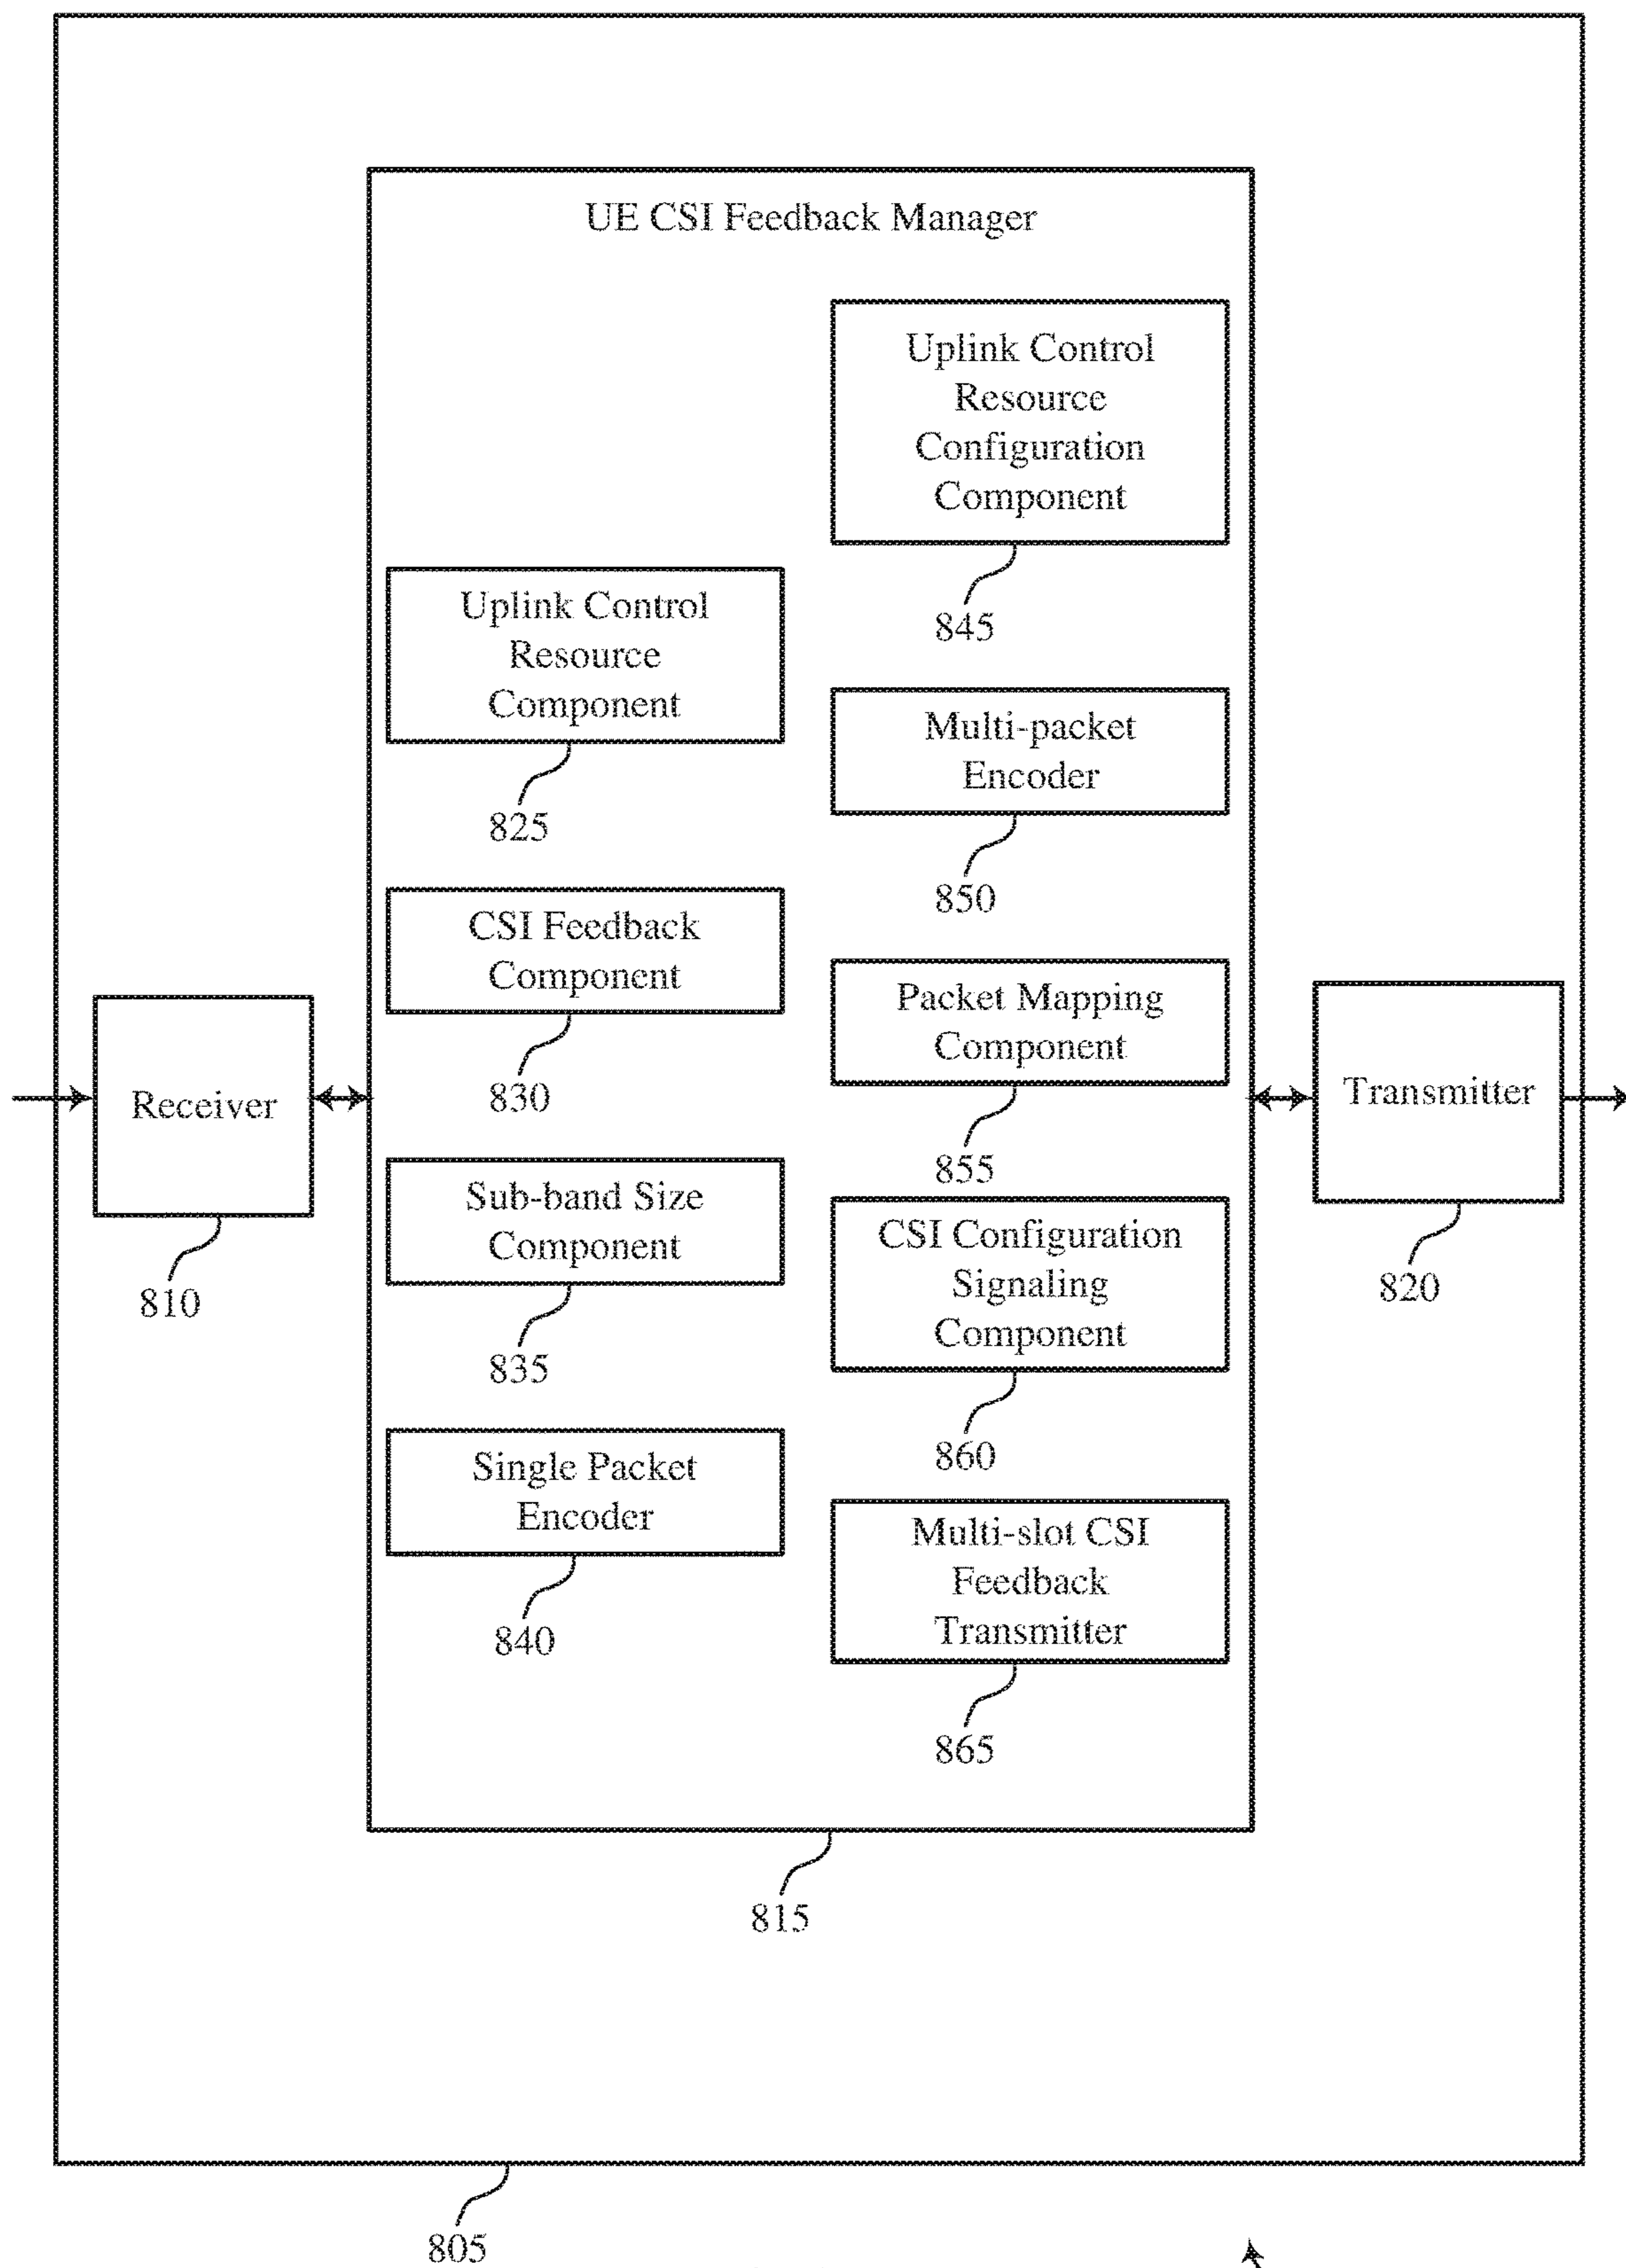 UE CSI Feedback Manager
Uplink Control
Resource
Configuration
Component
845
Uplink Control
Resource
Component
825
Multi-packet
Encoder
850
CSI Feedback
Component
830
Packet Mapping
Component
855
Receiver
810
Transmitter
820
Sub-band Size
Component
835
CSI Configuration
Signaling
Component
860
Single Packet
Encoder
840
Multi-slot CSI
Feedback
Transmitter
865
815
805